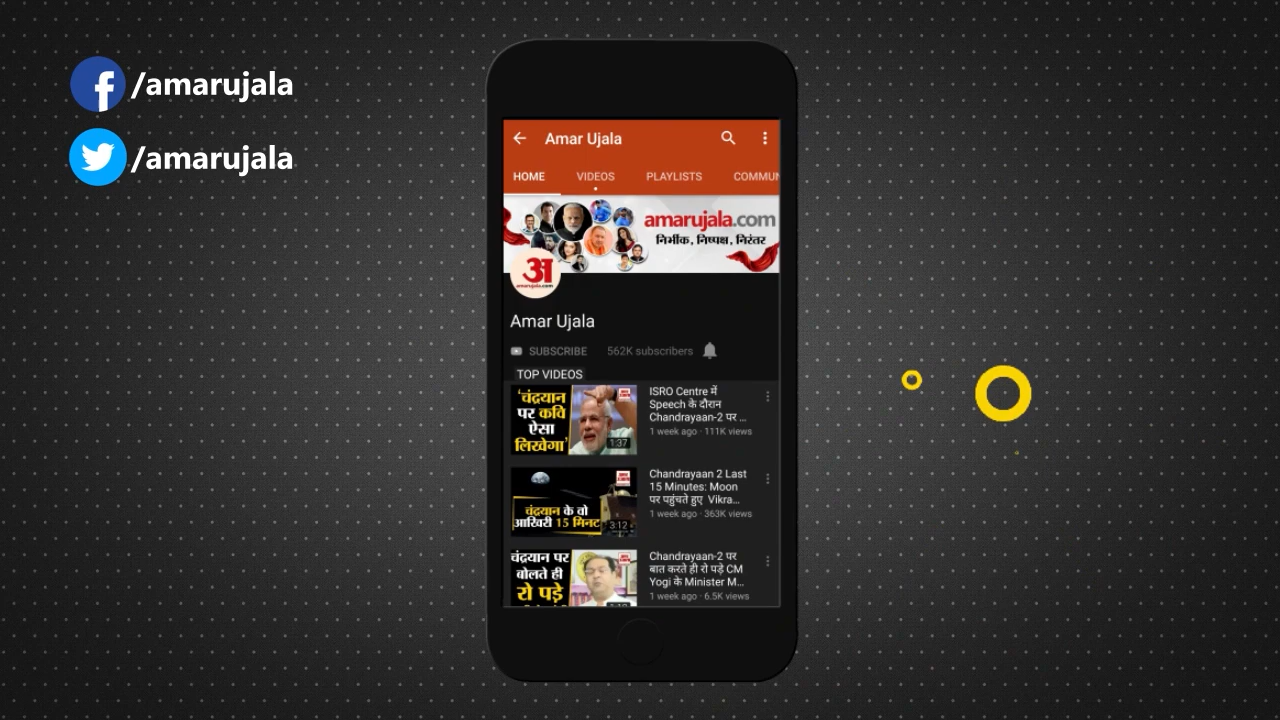 /amarujala
/amarujala
Amar Ujala
HOME VIDEOS PLAYLISTS COMMUN
amarujala.com
निर्भीक, निष्पक्ष, निरंतर
अ
amarujala.com
Amar Ujala
SUBSCRIBE 562K subscribers
TOP VIDEOS
'चंद्रयान
पर कवि
ऐसा
लिखेगा'
1:37
ISRO Centre में
Speech के दौरान
Chandrayaan-2 पर ...
1 week ago · 111K views
चंद्रयान के वो
आखिरी 15 मिनट
3:12
Chandrayaan 2 Last
15 Minutes: Moon
पर पहुंचते हुए Vikra...
1 week ago · 363K views
चंद्रयान पर
बोलते ही
रो पड़े
Chandrayaan-2 पर
बात करते ही रो पड़े CM
Yogi के Minister M...
1 week ago · 6.5K views